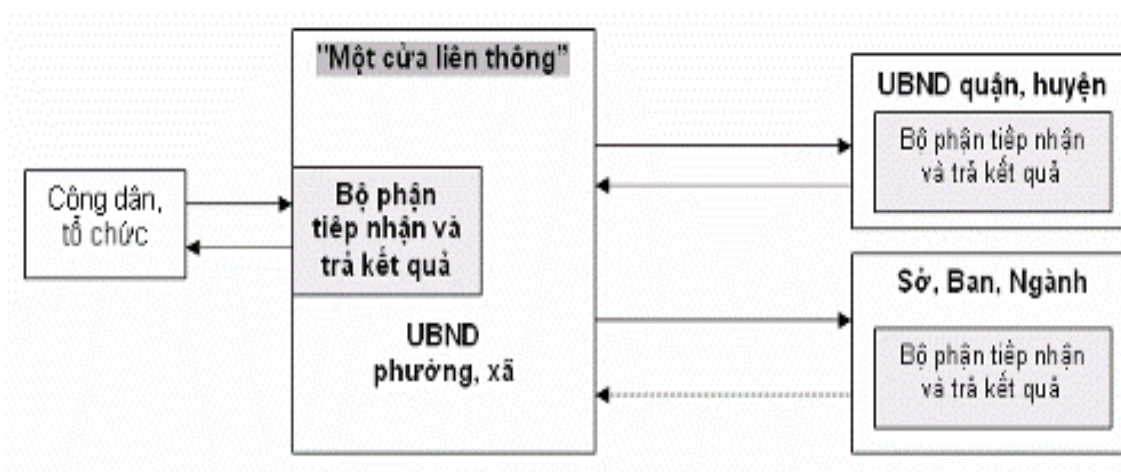 "Một cửa liên thông”
Công dân,
tổ chức
Bộ phận
tiếp nhận và
trả kết quả
UBND
phường, xã
UBND quận, huyện
Bộ phận tiếp nhận
và trả kết quả
Sở, Ban, Ngành
Bộ phận tiếp nhận
và trả kết quả